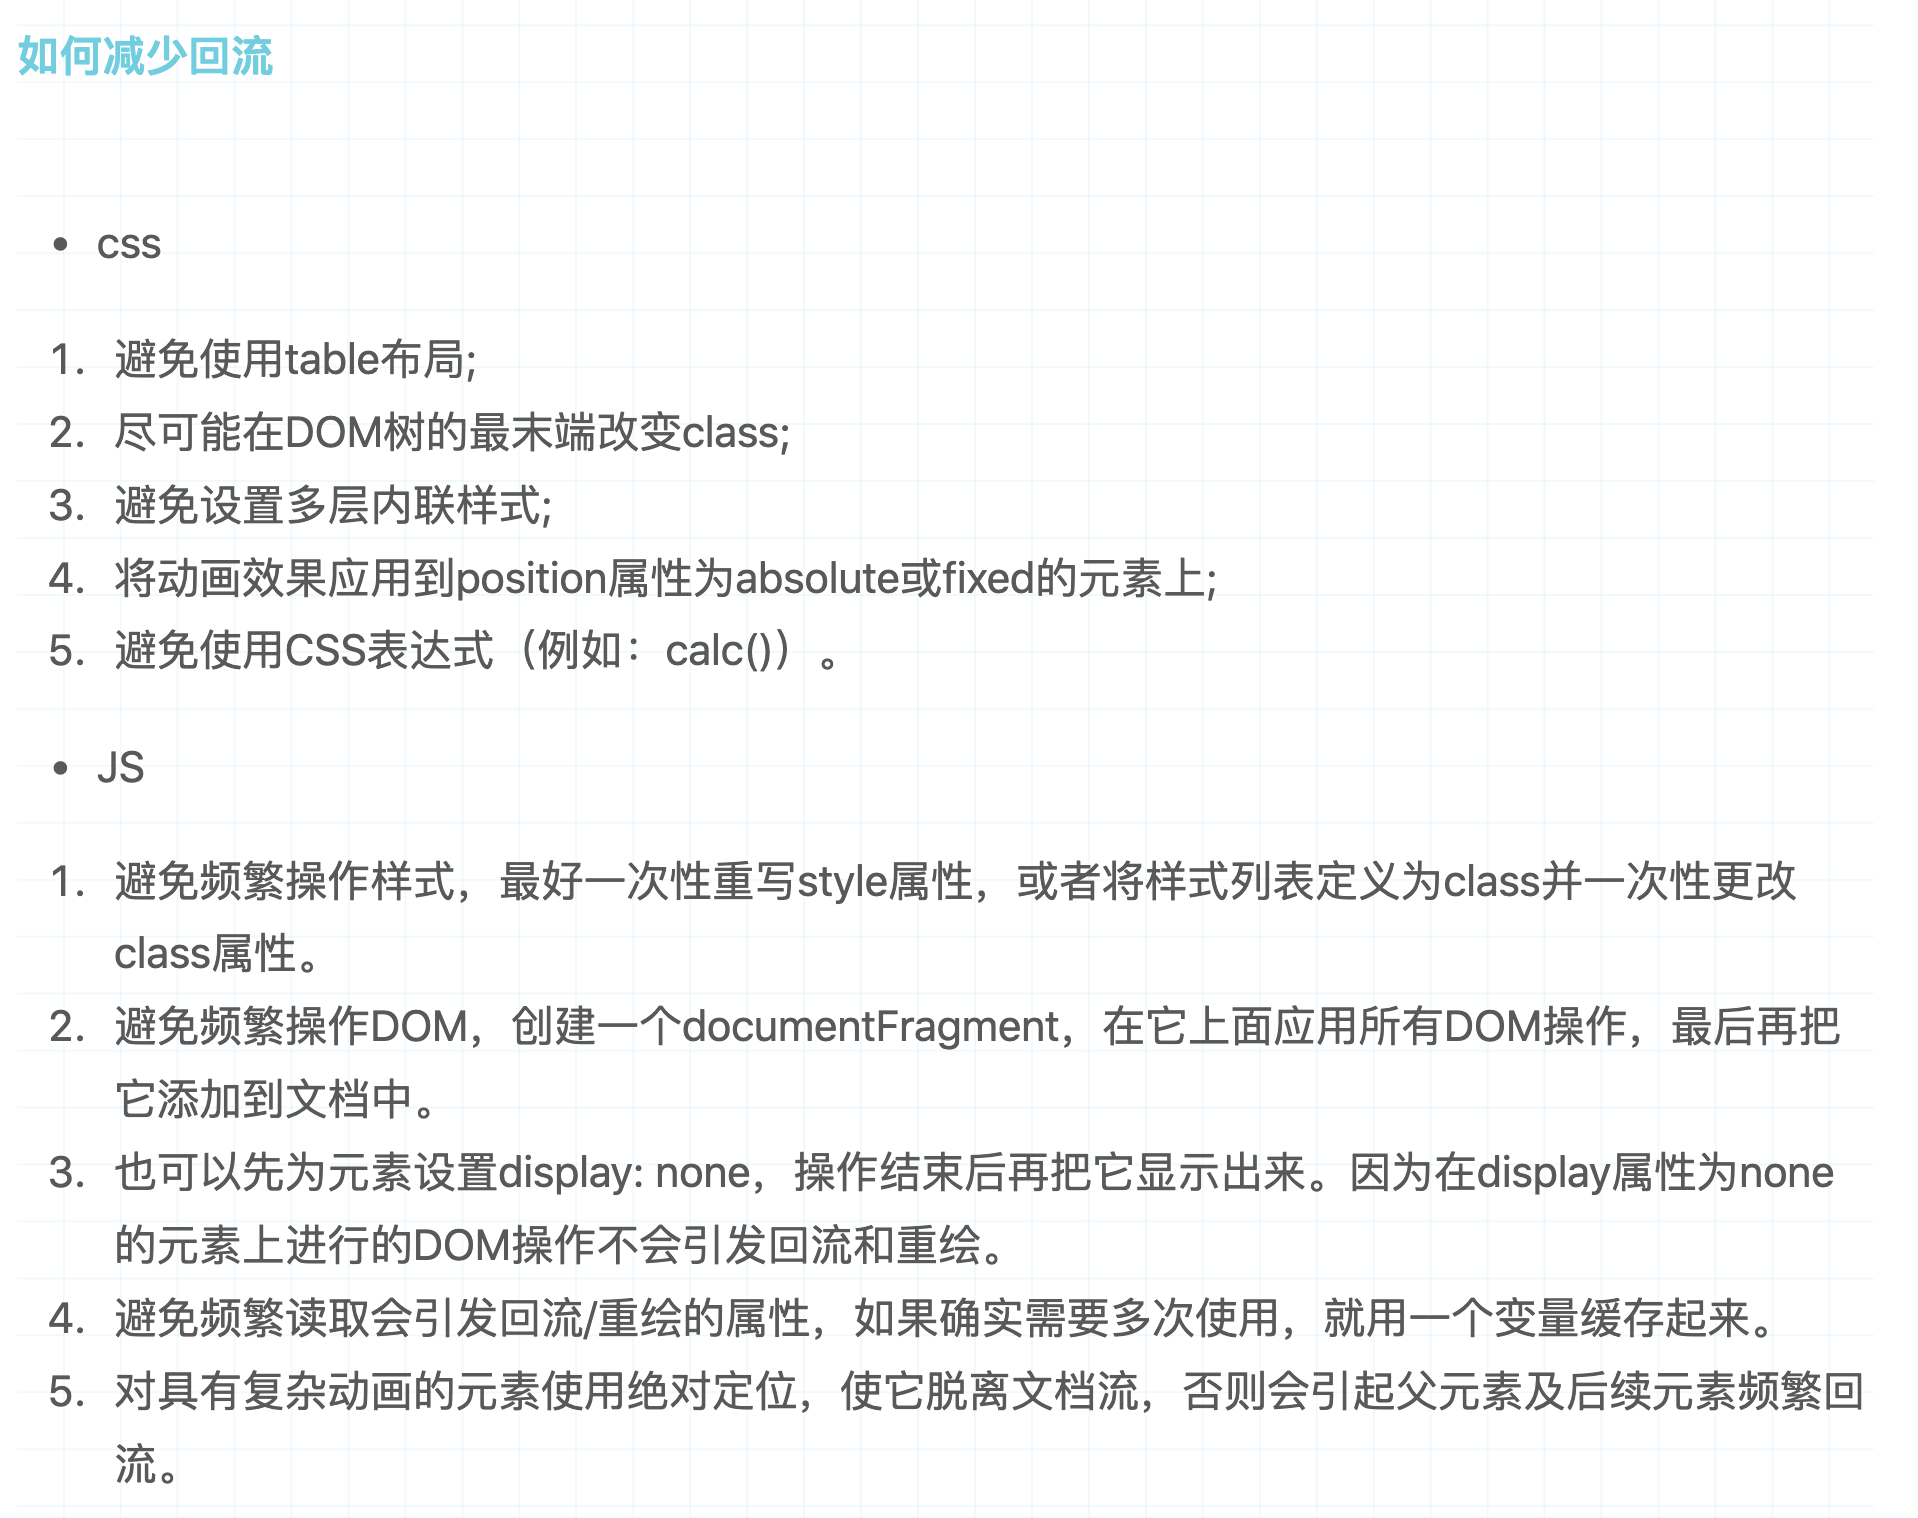 如何减少回流
• css
1. 避免使用table布局;
2. 尽可能在DOM树的最末端改变class;
3. 避免设置多层内联样式;
4. 将动画效果应用到position属性为absolute或fixed的元素上;
5. 避免使用CSS表达式（例如：calc()）。
• JS
1. 避免频繁操作样式，最好一次性重写style属性，或者将样式列表定义为class并一次性更改
class属性。
2. 避免频繁操作DOM，创建一个documentFragment，在它上面应用所有DOM操作，最后再把
它添加到文档中。
3. 也可以先为元素设置display: none，操作结束后再把它显示出来。因为在display属性为none
的元素上进行的DOM操作不会引发回流和重绘。
4. 避免频繁读取会引发回流/重绘的属性，如果确实需要多次使用，就用一个变量缓存起来。
5. 对具有复杂动画的元素使用绝对定位，使它脱离文档流，否则会引起父元素及后续元素频繁回
流。